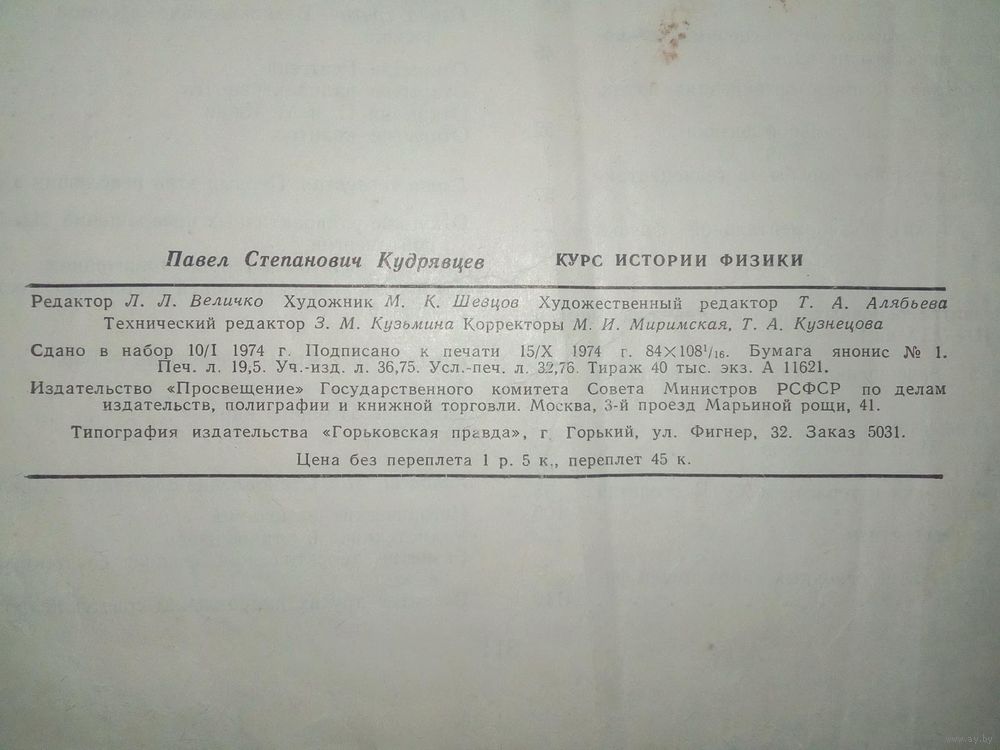 Павел Степанович Кудрявцев КУРС ИСТОРИИ ФИЗИКИ
Редактор Л. Л. Величко Художник М. К. Шевцов Художественный редактор Т. А. Алябьева
Технический редактор З. М. Кузьмина Корректоры М. И. Миримская, Т. А. Кузнецова
Сдано в набор 10/I 1974 г. Подписано к печати 15/X 1974 г. 84×108¹/₁₆. Бумага янонис № 1.
Печ. л. 19,5. Уч.-изд. л. 36,75. Усл.-печ. л. 32,76. Тираж 40 тыс. экз. А 11621.
Издательство «Просвещение» Государственного комитета Совета Министров РСФСР по делам
издательств, полиграфии и книжной торговли. Москва, 3-й проезд Марьиной рощи, 41.
Типография издательства «Горьковская правда», г. Горький, ул. Фигнер, 32. Заказ 5031.
Цена без переплета 1 р. 5 к., переплет 45 к.
www.ay.by